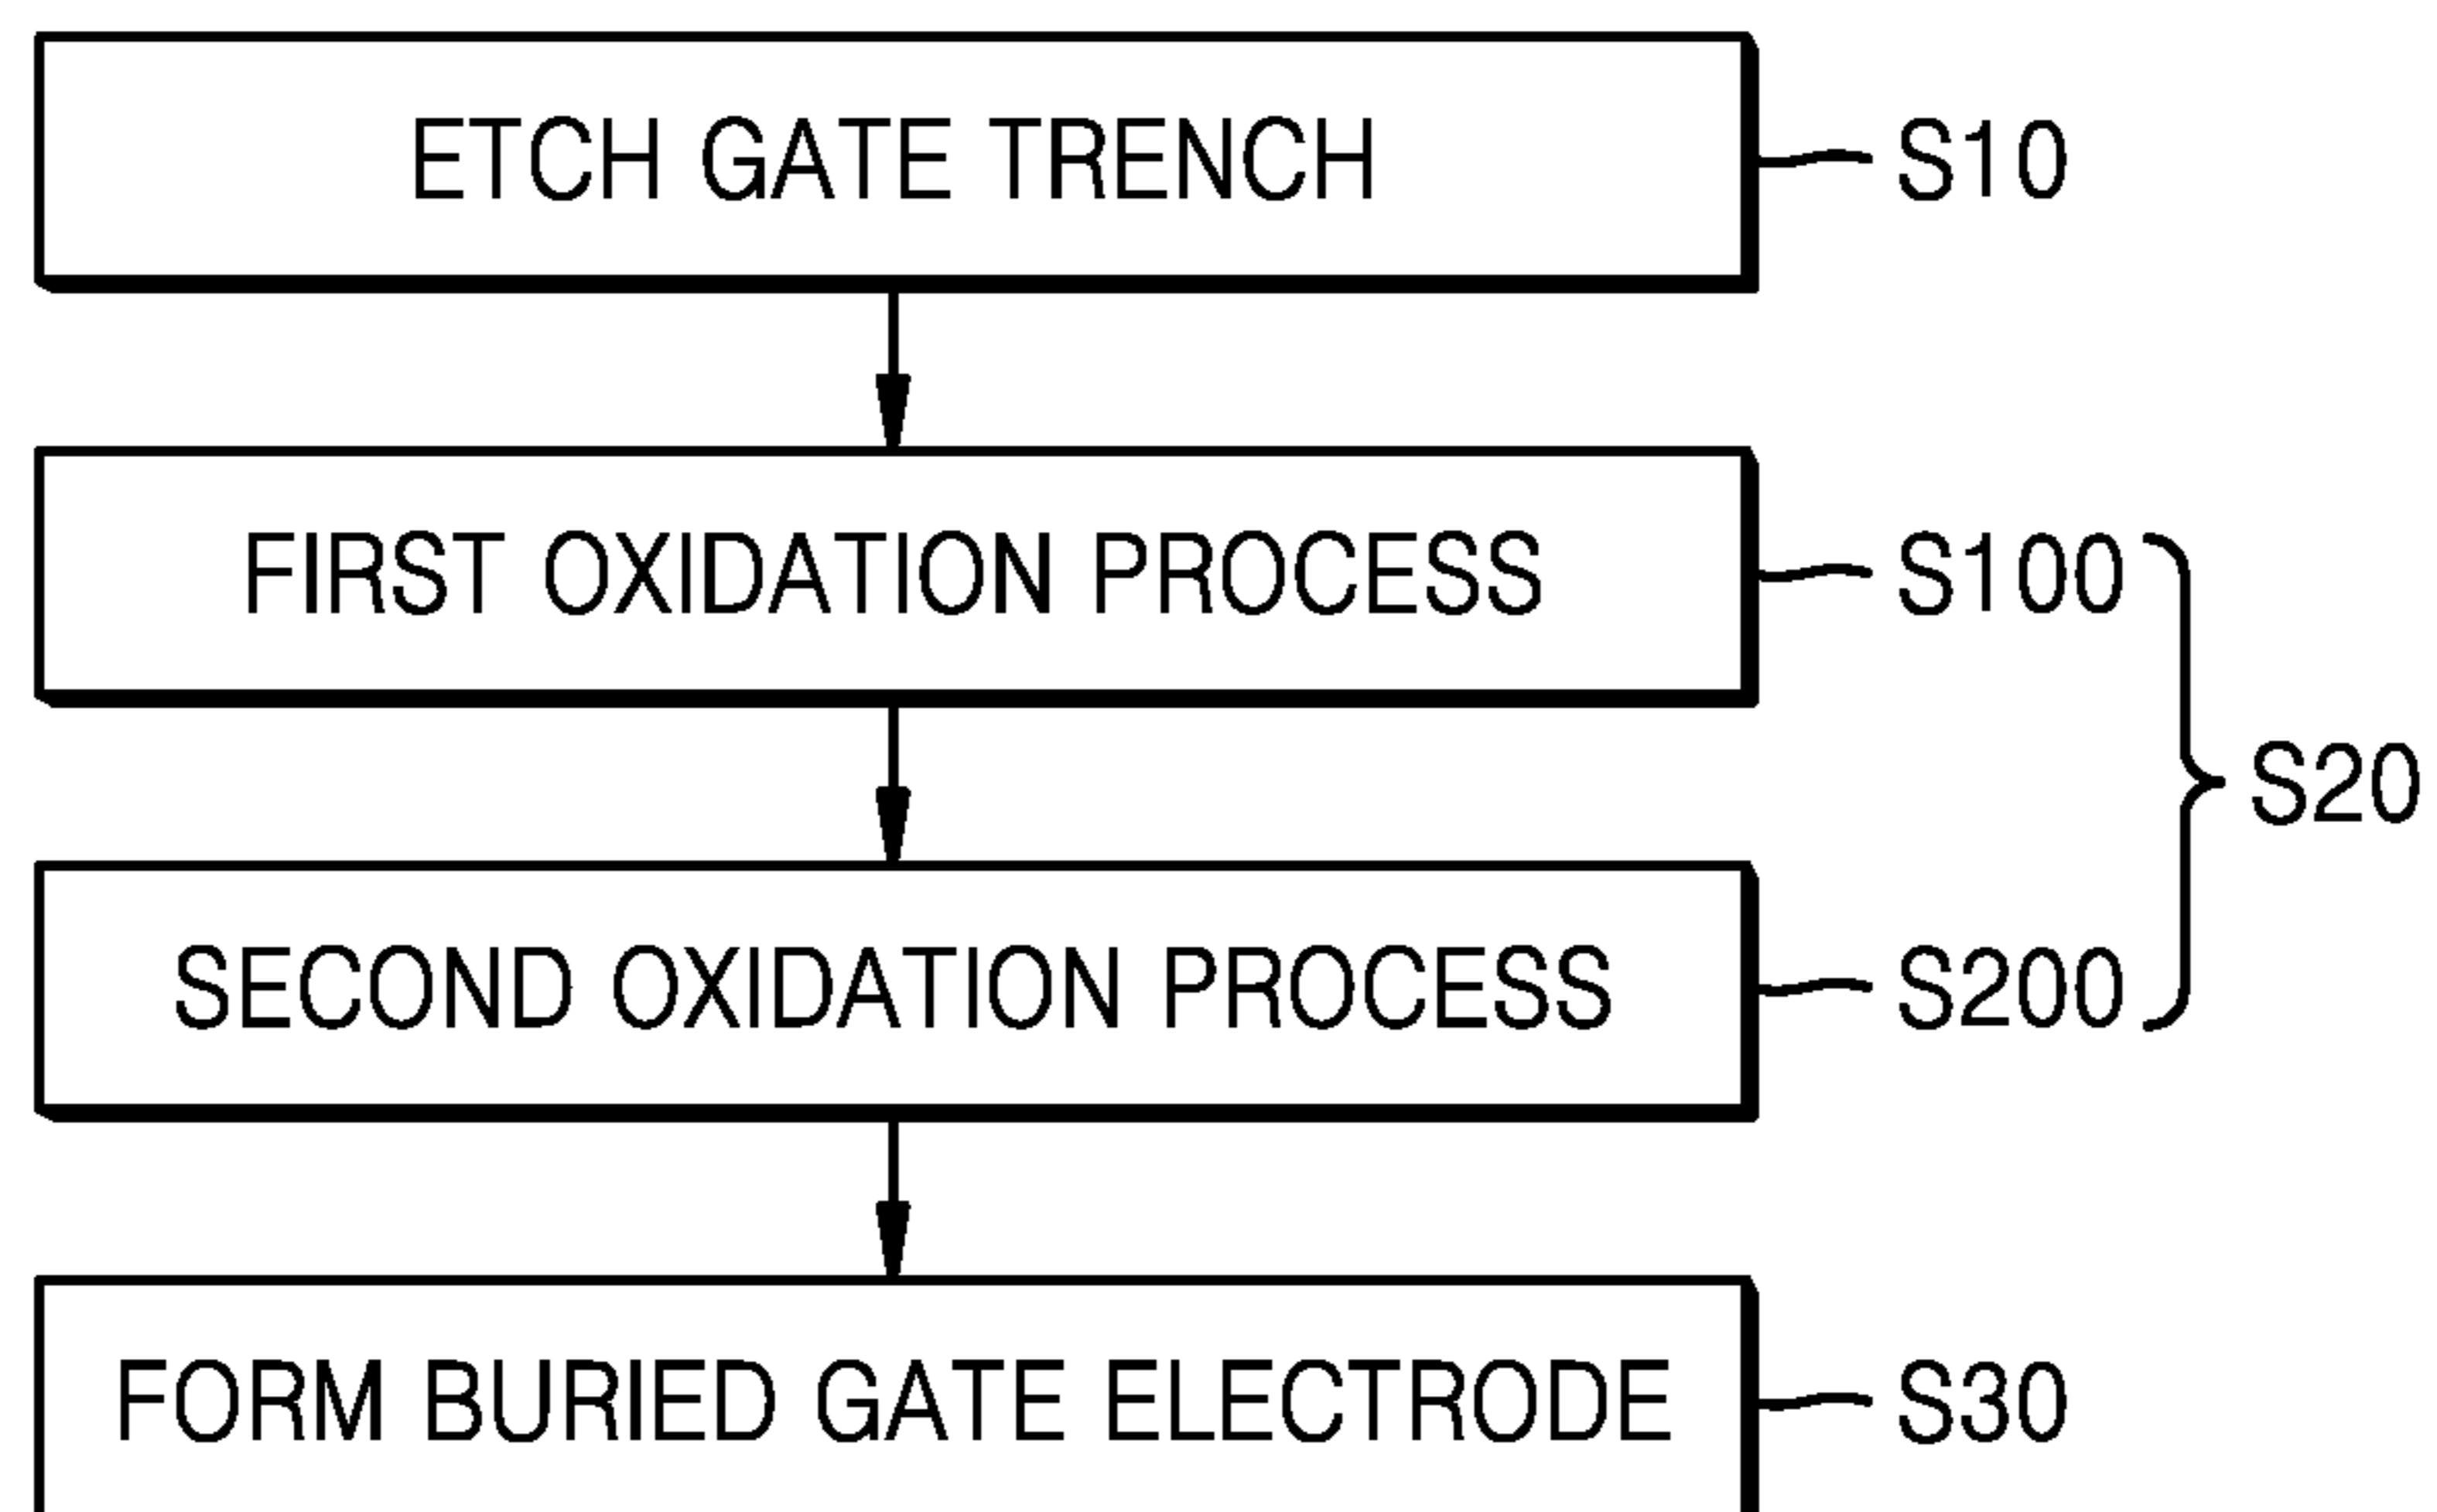 ETCH GATE TRENCH
S10
FIRST OXIDATION PROCESS
S100
S20
SECOND OXIDATION PROCESS
S200
FORM BURIED GATE ELECTRODE
S30